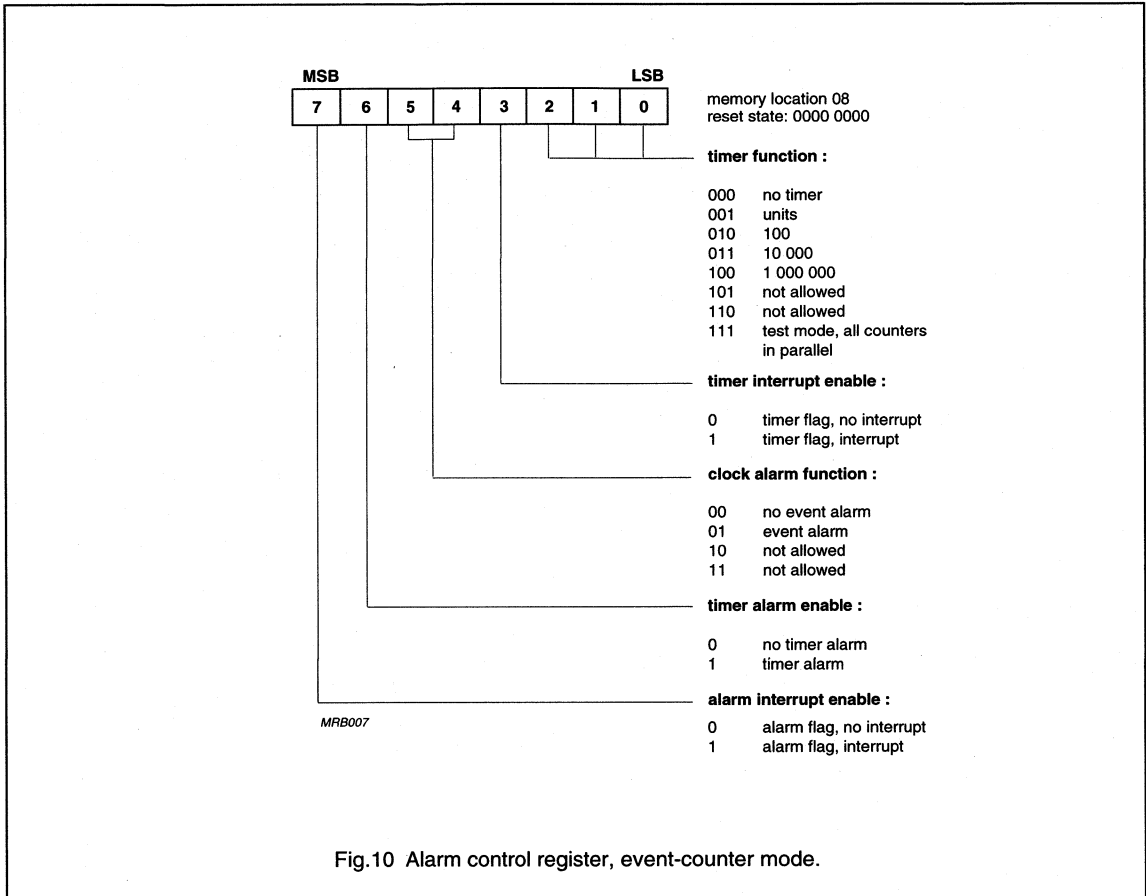 MSB LSB
7 6 5 4 3 2 1 0
memory location 08
reset state: 0000 0000
timer function :
000 no timer
001 units
010 100
011 10 000
100 1 000 000
101 not allowed
110 not allowed
111 test mode, all counters
in parallel
timer interrupt enable :
0 timer flag, no interrupt
1 timer flag, interrupt
clock alarm function :
00 no event alarm
01 event alarm
10 not allowed
11 not allowed
timer alarm enable :
0 no timer alarm
1 timer alarm
alarm interrupt enable :
MRB007
0 alarm flag, no interrupt
1 alarm flag, interrupt
Fig.10 Alarm control register, event-counter mode.